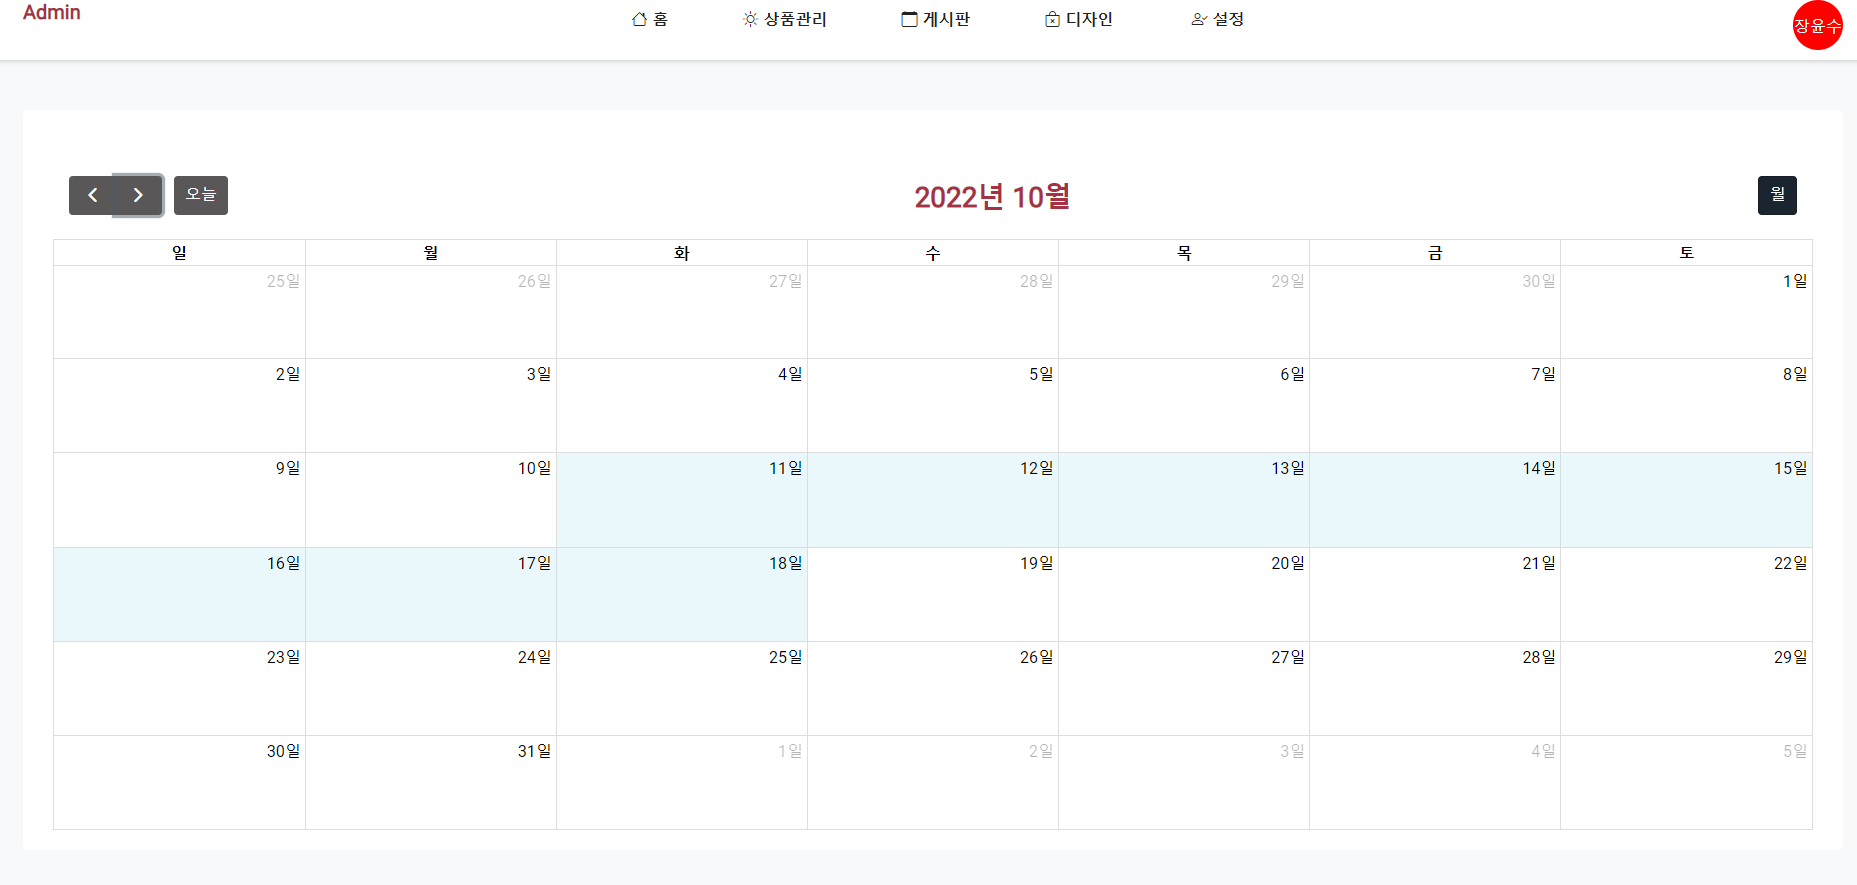 Admin 홈 상품관리 게시판 디자인 설정 장윤수
오늘 2022년 10월 월
일 월 화 수 목 금 토
25일 26일 27일 28일 29일 30일 1일
2일 3일 4일 5일 6일 7일 8일
9일 10일 11일 12일 13일 14일 15일
16일 17일 18일 19일 20일 21일 22일
23일 24일 25일 26일 27일 28일 29일
30일 31일 1일 2일 3일 4일 5일